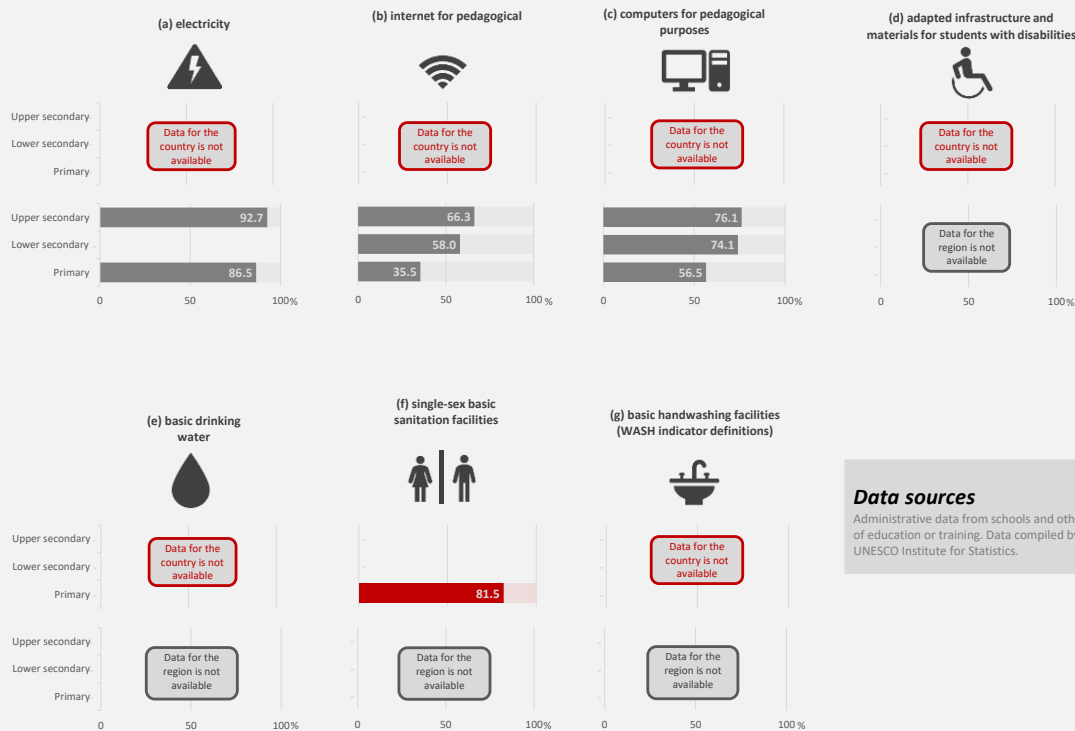 (a) electricity
Upper secondary
Lower secondary
Primary
Data for the
country is not
available
Upper secondary
92.7
Lower secondary
Primary
86.5
0
50
100%
(b) internet for pedagogical
Data for the
country is not
available
66.3
58.0
35.5
0
50
100%
(c) computers for pedagogical
purposes
Data for the
country is not
available
76.1
74.1
56.5
0
50
100%
(d) adapted infrastructure and
materials for students with disabilities
Data for the
country is not
available
Data for the
region is not
available
0
50
100%
(e) basic drinking
water
Upper secondary
Lower secondary
Primary
Data for the
country is not
available
Upper secondary
Lower secondary
Primary
Data for the
region is not
available
0
50
100%
(f) single-sex basic
sanitation facilities
81.5
Data for the
region is not
available
0
50
100%
(g) basic handwashing facilities
(WASH indicator definitions)
Data for the
country is not
available
Data for the
region is not
available
0
50
100%
Data sources
Administrative data from schools and oth
of education or training. Data compiled by
UNESCO Institute for Statistics.